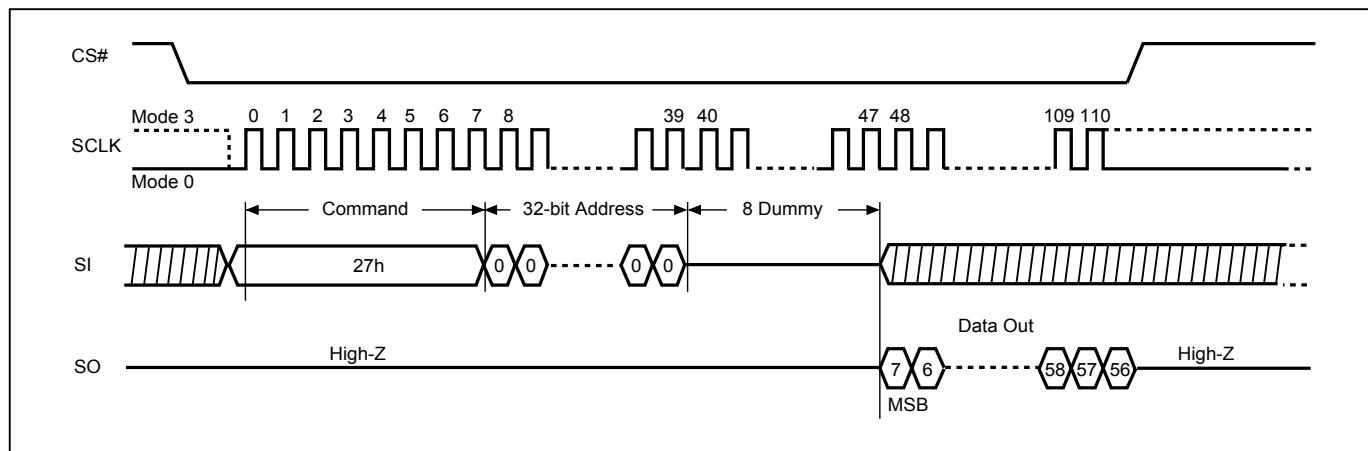 CS#
Mode 3
0 1 2 3 4 5 6 7 8 39 40 47 48 109 110
SCLK
Mode 0
Command 32-bit Address 8 Dummy
SI 27h 0 0 0 0
Data Out
High-Z High-Z
SO 7 6 58 57 56
MSB